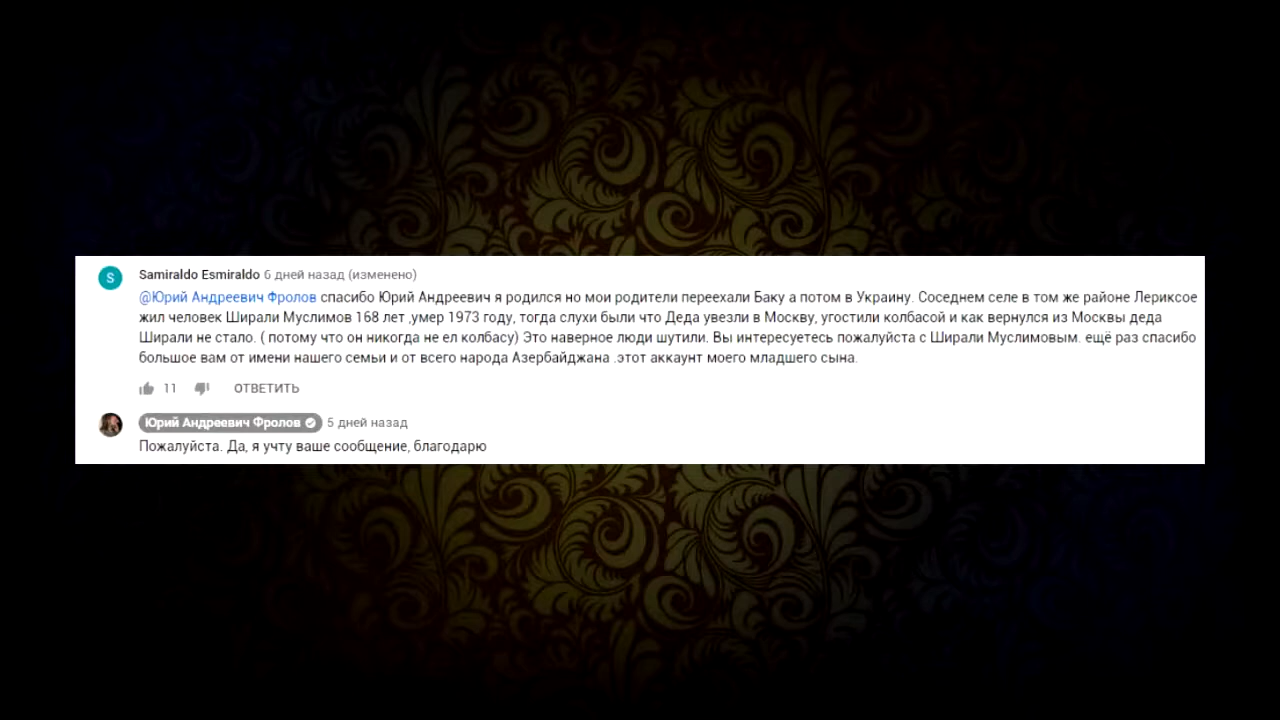 S
Samiraldo Esmiraldo 6 дней назад (изменено)
@Юрий Андреевич Фролов спасибо Юрий Андреевич я родился но мои родители переехали Баку а потом в Украину. Соседнем селе в том же районе Лериксое
жил человек Ширали Муслимов 168 лет ,умер 1973 году, тогда слухи были что Деда увезли в Москву, угостили колбасой и как вернулся из Москвы деда
Ширали не стало. ( потому что он никогда не ел колбасу) Это наверное люди шутили. Вы интересуетесь пожалуйста с Ширали Муслимовым. ещё раз спасибо
большое вам от имени нашего семьи и от всего народа Азербайджана .этот аккаунт моего младшего сына.
11 ОТВЕТИТЬ
Юрий Андреевич Фролов 5 дней назад
Пожалуйста. Да, я учту ваше сообщение, благодарю